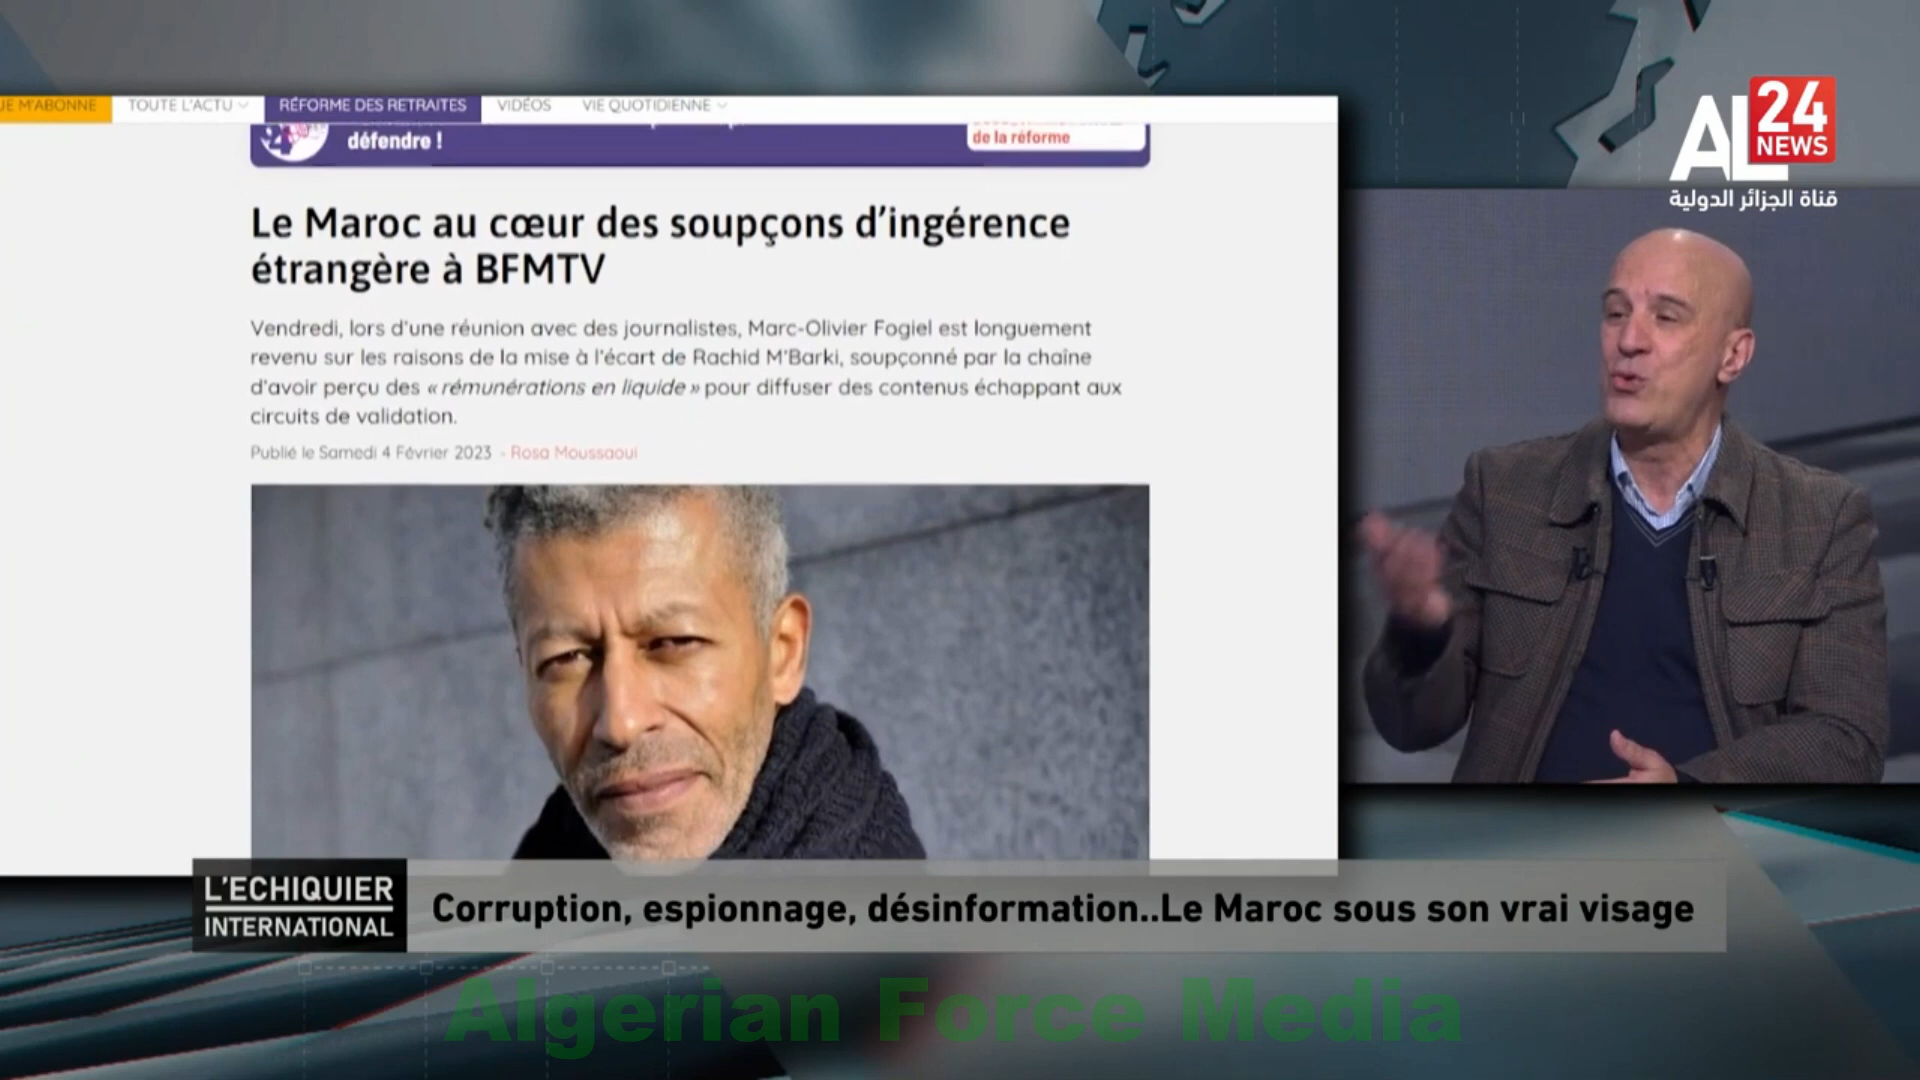 UE M'ABONNE TOUTE L'ACTU RÉFORME DES RETRAITES VIDÉOS VIE QUOTIDIENNE
défendre !
de la réforme
Le Maroc au cœur des soupçons d'ingérence
étrangère à BFMTV
Vendredi, lors d'une réunion avec des journalistes, Marc-Olivier Fogiel est longuement
revenu sur les raisons de la mise à l'écart de Rachid M'Barki, soupçonné par la chaîne
d'avoir perçu des « rémunérations en liquide » pour diffuser des contenus échappant aux
circuits de validation.
Publié le Samedi 4 Février 2023 - Rosa Moussaoui
AL
24
NEWS
قناة الجزائر الدولية
L'ECHIQUIER
INTERNATIONAL
Corruption, espionnage, désinformation..Le Maroc sous son vrai visage
Algerian Force Media